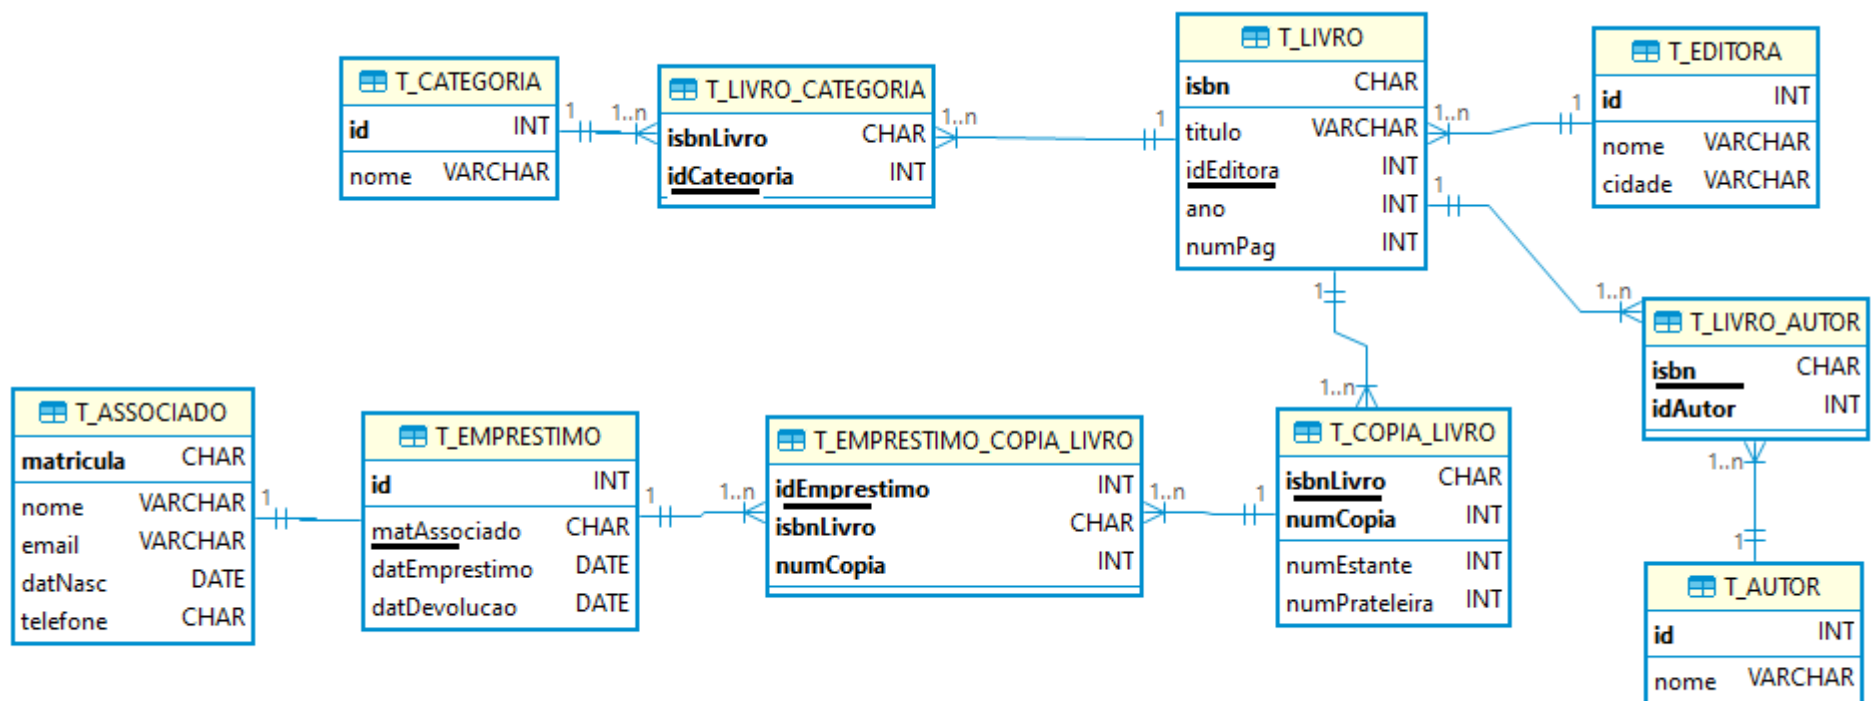 T_CATEGORIA
id INT
nome VARCHAR
1
1..n
T_LIVRO_CATEGORIA
isbnLivro CHAR
idCategoria INT
1..n
1
T_LIVRO
isbn CHAR
titulo VARCHAR
idEditora INT
ano INT
numPag INT
1..n
1
T_EDITORA
id INT
nome VARCHAR
cidade VARCHAR
1
1..n
T_LIVRO_AUTOR
isbn CHAR
idAutor INT
1..n
1
T_AUTOR
id INT
nome VARCHAR
1
1..n
T_COPIA_LIVRO
isbnLivro CHAR
numCopia INT
numEstante INT
numPrateleira INT
T_ASSOCIADO
matricula CHAR
nome VARCHAR
email VARCHAR
datNasc DATE
telefone CHAR
1
T_EMPRESTIMO
id INT
matAssociado CHAR
datEmprestimo DATE
datDevolucao DATE
1
1..n
T_EMPRESTIMO_COPIA_LIVRO
idEmprestimo INT
isbnLivro CHAR
numCopia INT
1..n
1